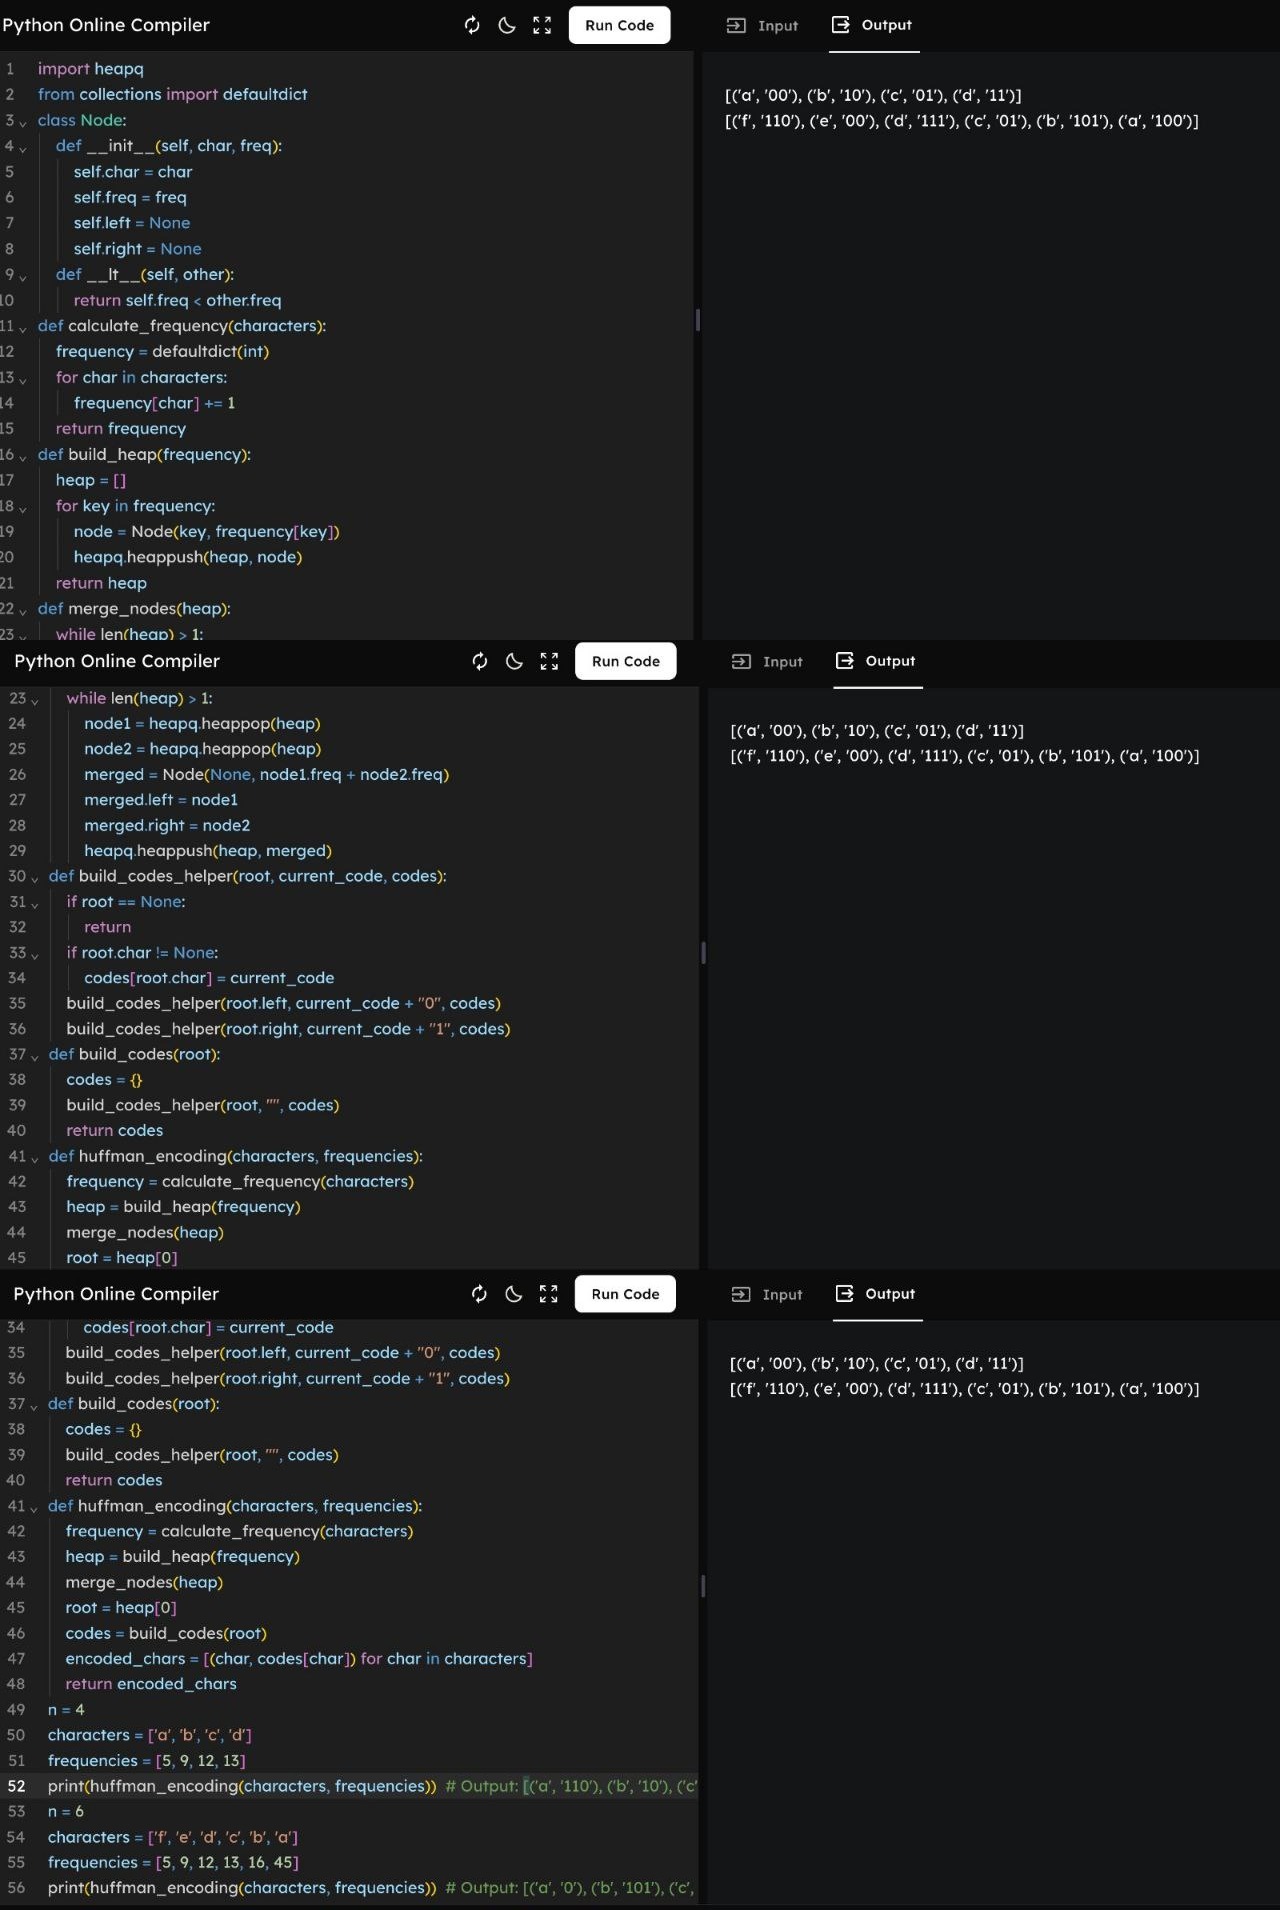 Python Online Compiler
Run Code
Input
Output
1 import heapq
2 from collections import defaultdict
3 class Node:
4 def __init__(self, char, freq):
5 self.char = char
6 self.freq = freq
7 self.left = None
8 self.right = None
9 def __lt__(self, other):
10 return self.freq < other.freq
11 def calculate_frequency(characters):
12 frequency = defaultdict(int)
13 for char in characters:
14 frequency[char] += 1
15 return frequency
16 def build_heap(frequency):
17 heap = []
18 for key in frequency:
19 node = Node(key, frequency[key])
20 heapq.heappush(heap, node)
21 return heap
22 def merge_nodes(heap):
23 while len(heap) > 1:
[('a', '00'), ('b', '10'), ('c', '01'), ('d', '11')]
[('f', '110'), ('e', '00'), ('d', '111'), ('c', '01'), ('b', '101'), ('a', '100')]
Python Online Compiler
Run Code
Input
Output
23 while len(heap) > 1:
24 node1 = heapq.heappop(heap)
25 node2 = heapq.heappop(heap)
26 merged = Node(None, node1.freq + node2.freq)
27 merged.left = node1
28 merged.right = node2
29 heapq.heappush(heap, merged)
30 def build_codes_helper(root, current_code, codes):
31 if root == None:
32 return
33 if root.char != None:
34 codes[root.char] = current_code
35 build_codes_helper(root.left, current_code + "0", codes)
36 build_codes_helper(root.right, current_code + "1", codes)
37 def build_codes(root):
38 codes = {}
39 build_codes_helper(root, "", codes)
40 return codes
41 def huffman_encoding(characters, frequencies):
42 frequency = calculate_frequency(characters)
43 heap = build_heap(frequency)
44 merge_nodes(heap)
45 root = heap[0]
[('a', '00'), ('b', '10'), ('c', '01'), ('d', '11')]
[('f', '110'), ('e', '00'), ('d', '111'), ('c', '01'), ('b', '101'), ('a', '100')]
Python Online Compiler
Run Code
Input
Output
34 codes[root.char] = current_code
35 build_codes_helper(root.left, current_code + "0", codes)
36 build_codes_helper(root.right, current_code + "1", codes)
37 def build_codes(root):
38 codes = {}
39 build_codes_helper(root, "", codes)
40 return codes
41 def huffman_encoding(characters, frequencies):
42 frequency = calculate_frequency(characters)
43 heap = build_heap(frequency)
44 merge_nodes(heap)
45 root = heap[0]
46 codes = build_codes(root)
47 encoded_chars = [(char, codes[char]) for char in characters]
48 return encoded_chars
49 n = 4
50 characters = ['a', 'b', 'c', 'd']
51 frequencies = [5, 9, 12, 13]
52 print(huffman_encoding(characters, frequencies)) # Output: [('a', '110'), ('b', '10'), ('c'
53 n = 6
54 characters = ['f', 'e', 'd', 'c', 'b', 'a']
55 frequencies = [5, 9, 12, 13, 16, 45]
56 print(huffman_encoding(characters, frequencies)) # Output: [('a', '0'), ('b', '101'), ('c',
[('a', '00'), ('b', '10'), ('c', '01'), ('d', '11')]
[('f', '110'), ('e', '00'), ('d', '111'), ('c', '01'), ('b', '101'), ('a', '100')]